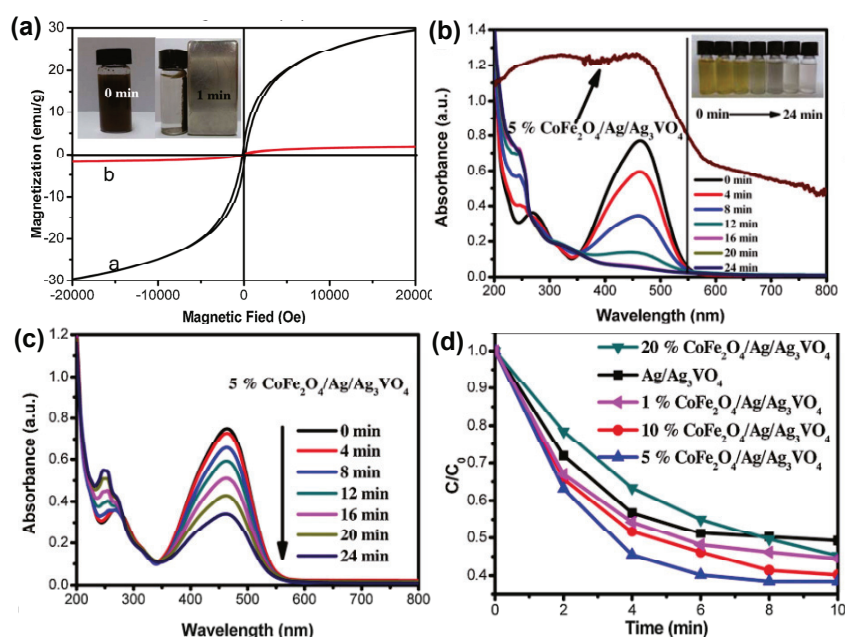 (a)
30
20
10
0
-10
-20
-30
Magnetization (emu/g)
0 min
1 min
b
a
-20000 -10000 0 10000 20000
Magnetic Fied (Oe)
(b)
1.4
1.2
1.0
0.8
0.6
0.4
0.2
0.0
Absorbance (a.u.)
5 % CoFe₂O₄/Ag/Ag₃VO₄
0 min 24 min
0 min
4 min
8 min
12 min
16 min
20 min
24 min
200 300 400 500 600 700 800
Wavelength (nm)
(c)
1.2
1.0
0.8
0.6
0.4
0.2
0.0
Absorbance (a.u.)
5 % CoFe₂O₄/Ag/Ag₃VO₄
0 min
4 min
8 min
12 min
16 min
20 min
24 min
200 300 400 500 600 700 800
Wavelength (nm)
(d)
1.0
0.9
0.8
0.7
0.6
0.5
0.4
C/C₀
20 % CoFe₂O₄/Ag/Ag₃VO₄
Ag/Ag₃VO₄
1 % CoFe₂O₄/Ag/Ag₃VO₄
10 % CoFe₂O₄/Ag/Ag₃VO₄
5 % CoFe₂O₄/Ag/Ag₃VO₄
0 2 4 6 8 10
Time (min)